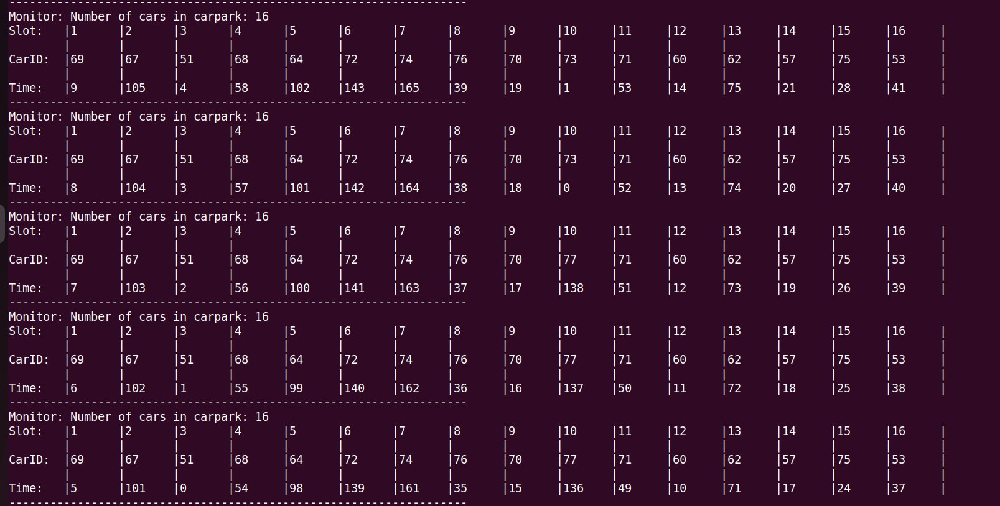 --------------------------------------------------------------------
Monitor: Number of cars in carpark: 16
Slot:   |1      |2      |3      |4      |5      |6      |7      |8      |9      |10     |11     |12     |13     |14     |15     |16     |
        |       |       |       |       |       |       |       |       |       |       |       |       |       |       |       |       |
CarID:  |69     |67     |51     |68     |64     |72     |74     |76     |70     |73     |71     |60     |62     |57     |75     |53     |
        |       |       |       |       |       |       |       |       |       |       |       |       |       |       |       |       |
Time:   |9      |105    |4      |58     |102    |143    |165    |39     |19     |1      |53     |14     |75     |21     |28     |41     |
-------------------------------------------------------------------
Monitor: Number of cars in carpark: 16
Slot:   |1      |2      |3      |4      |5      |6      |7      |8      |9      |10     |11     |12     |13     |14     |15     |16     |
        |       |       |       |       |       |       |       |       |       |       |       |       |       |       |       |       |
CarID:  |69     |67     |51     |68     |64     |72     |74     |76     |70     |73     |71     |60     |62     |57     |75     |53     |
        |       |       |       |       |       |       |       |       |       |       |       |       |       |       |       |       |
Time:   |8      |104    |3      |57     |101    |142    |164    |38     |18     |0      |52     |13     |74     |20     |27     |40     |
-------------------------------------------------------------------
Monitor: Number of cars in carpark: 16
Slot:   |1      |2      |3      |4      |5      |6      |7      |8      |9      |10     |11     |12     |13     |14     |15     |16     |
        |       |       |       |       |       |       |       |       |       |       |       |       |       |       |       |       |
CarID:  |69     |67     |51     |68     |64     |72     |74     |76     |70     |77     |71     |60     |62     |57     |75     |53     |
        |       |       |       |       |       |       |       |       |       |       |       |       |       |       |       |       |
Time:   |7      |103    |2      |56     |100    |141    |163    |37     |17     |138    |51     |12     |73     |19     |26     |39     |
-------------------------------------------------------------------
Monitor: Number of cars in carpark: 16
Slot:   |1      |2      |3      |4      |5      |6      |7      |8      |9      |10     |11     |12     |13     |14     |15     |16     |
        |       |       |       |       |       |       |       |       |       |       |       |       |       |       |       |       |
CarID:  |69     |67     |51     |68     |64     |72     |74     |76     |70     |77     |71     |60     |62     |57     |75     |53     |
        |       |       |       |       |       |       |       |       |       |       |       |       |       |       |       |       |
Time:   |6      |102    |1      |55     |99     |140    |162    |36     |16     |137    |50     |11     |72     |18     |25     |38     |
-------------------------------------------------------------------
Monitor: Number of cars in carpark: 16
Slot:   |1      |2      |3      |4      |5      |6      |7      |8      |9      |10     |11     |12     |13     |14     |15     |16     |
        |       |       |       |       |       |       |       |       |       |       |       |       |       |       |       |       |
CarID:  |69     |67     |51     |68     |64     |72     |74     |76     |70     |77     |71     |60     |62     |57     |75     |53     |
        |       |       |       |       |       |       |       |       |       |       |       |       |       |       |       |       |
Time:   |5      |101    |0      |54     |98     |139    |161    |35     |15     |136    |49     |10     |71     |17     |24     |37     |
-------------------------------------------------------------------